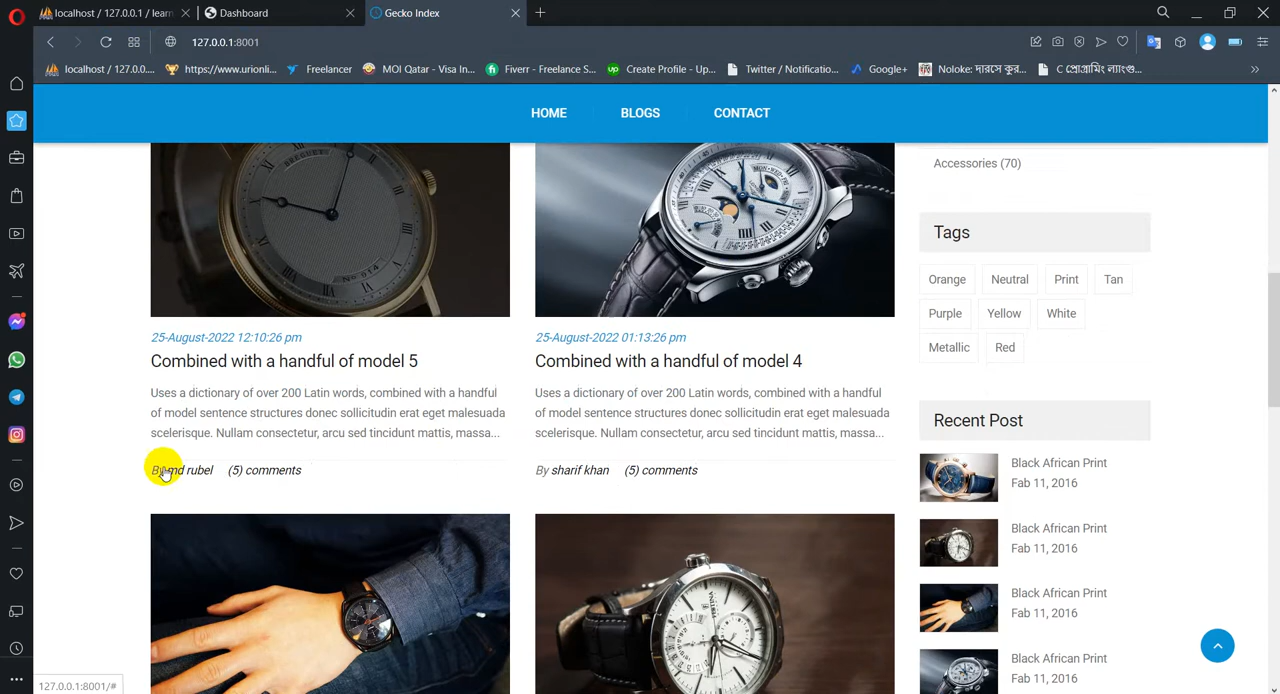 localhost / 127.0.0.1 / learn
Dashboard
Gecko Index
127.0.0.1:8001
localhost / 127.0.0....
https://www.urionli...
Freelancer
MOI Qatar - Visa In...
Fiverr - Freelance S...
Create Profile - Up...
Twitter / Notificatio...
Google+
Noloke: দারসে কুর...
C প্রোগ্রামিং ল্যাংগু...
HOME
BLOGS
CONTACT
Accessories (70)
Tags
Orange
Neutral
Print
Tan
Purple
Yellow
White
Metallic
Red
25-August-2022 12:10:26 pm
Combined with a handful of model 5
Uses a dictionary of over 200 Latin words, combined with a handful
of model sentence structures donec sollicitudin erat eget malesuada
scelerisque. Nullam consectetur, arcu sed tincidunt mattis, massa...
By md rubel (5) comments
25-August-2022 01:13:26 pm
Combined with a handful of model 4
Uses a dictionary of over 200 Latin words, combined with a handful
of model sentence structures donec sollicitudin erat eget malesuada
scelerisque. Nullam consectetur, arcu sed tincidunt mattis, massa...
By sharif khan (5) comments
Recent Post
Black African Print
Fab 11, 2016
Black African Print
Fab 11, 2016
Black African Print
Fab 11, 2016
Black African Print
Fab 11, 2016
127.0.0.1:8001/#